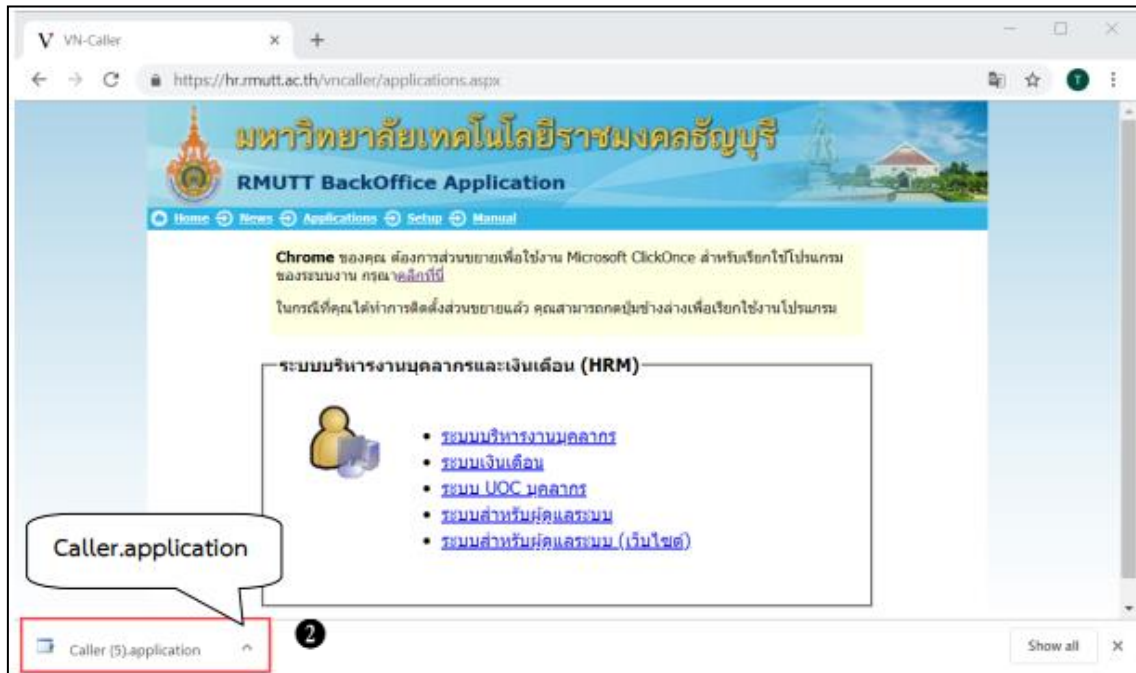 V VN-Caller × +
https://hr.rmutt.ac.th/vncaller/applications.aspx T
มหาวิทยาลัยเทคโนโลยีราชมงคลธัญบุรี
RMUTT BackOffice Application
Home News Applications Setup Manual
Chrome ของคุณ ต้องการส่วนขยายเพื่อใช้งาน Microsoft ClickOnce สำหรับเรียกใช้โปรแกรม
ของระบบงาน กรุณาคลิกที่นี่
ในกรณีที่คุณได้ทำการติดตั้งส่วนขยายแล้ว คุณสามารถกดปุ่มข้างล่างเพื่อเรียกใช้งานโปรแกรม
ระบบบริหารงานบุคลากรและเงินเดือน (HRM)
• ระบบบริหารงานบุคลากร
• ระบบเงินเดือน
• ระบบ UOC บุคลากร
• ระบบสำหรับผู้ดูแลระบบ
• ระบบสำหรับผู้ดูแลระบบ (เว็บไซต์)
Caller.application
Caller (5).application
❷
Show all ×